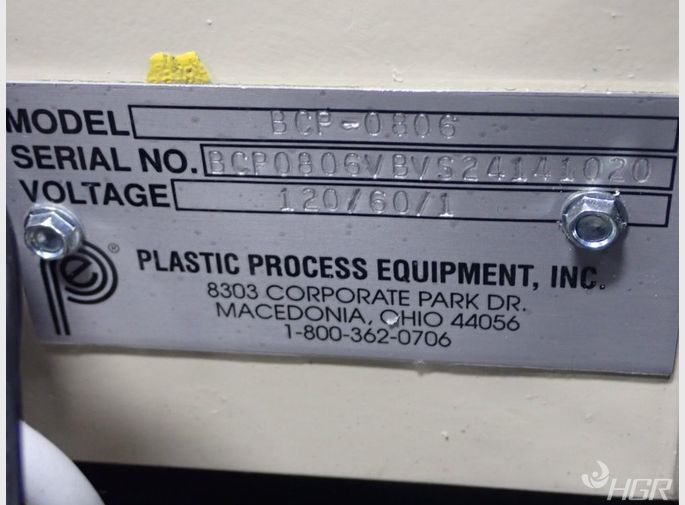 MODEL BCP-0806
SERIAL NO. BCP0806VBVS24141020
VOLTAGE 120/60/1
PPe ®
PLASTIC PROCESS EQUIPMENT, INC.
8303 CORPORATE PARK DR.
MACEDONIA, OHIO 44056
1-800-362-0706
HGR